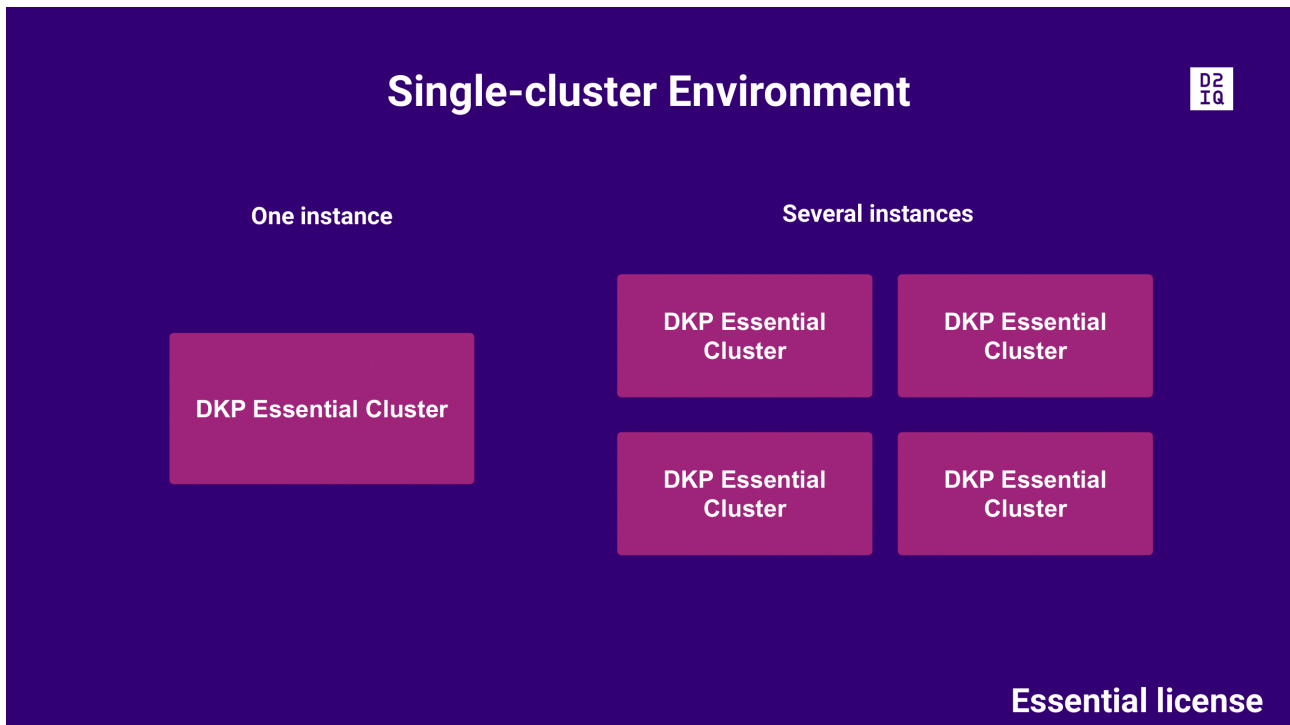 Single-cluster Environment
D2
IQ
One instance
Several instances
DKP Essential Cluster
DKP Essential
Cluster
DKP Essential
Cluster
DKP Essential
Cluster
DKP Essential
Cluster
Essential license